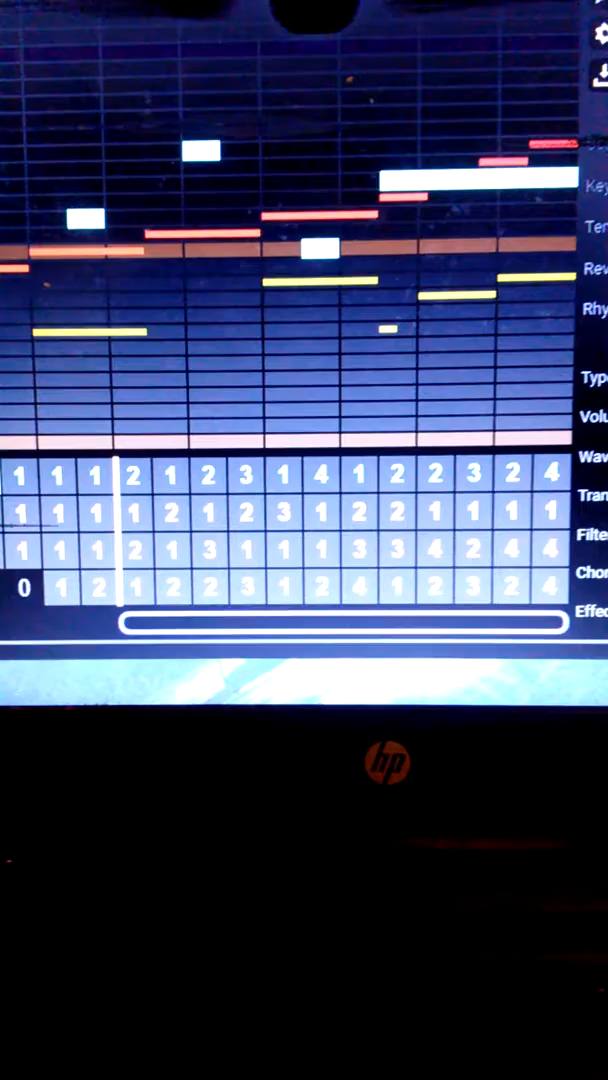 Key
Ter
Rev
Rhy
Type
Volu
Wav
Tran
Filte
Chor
Effec
1 1 1 2 1 2 3 1 4 1 2 2 3 2 4
1 1 1 1 2 1 2 3 1 2 2 1 1 1 1
1 1 1 2 1 3 1 1 1 3 3 4 2 4 4
0 1 2 1 2 2 3 1 2 4 1 2 3 2 4
hp